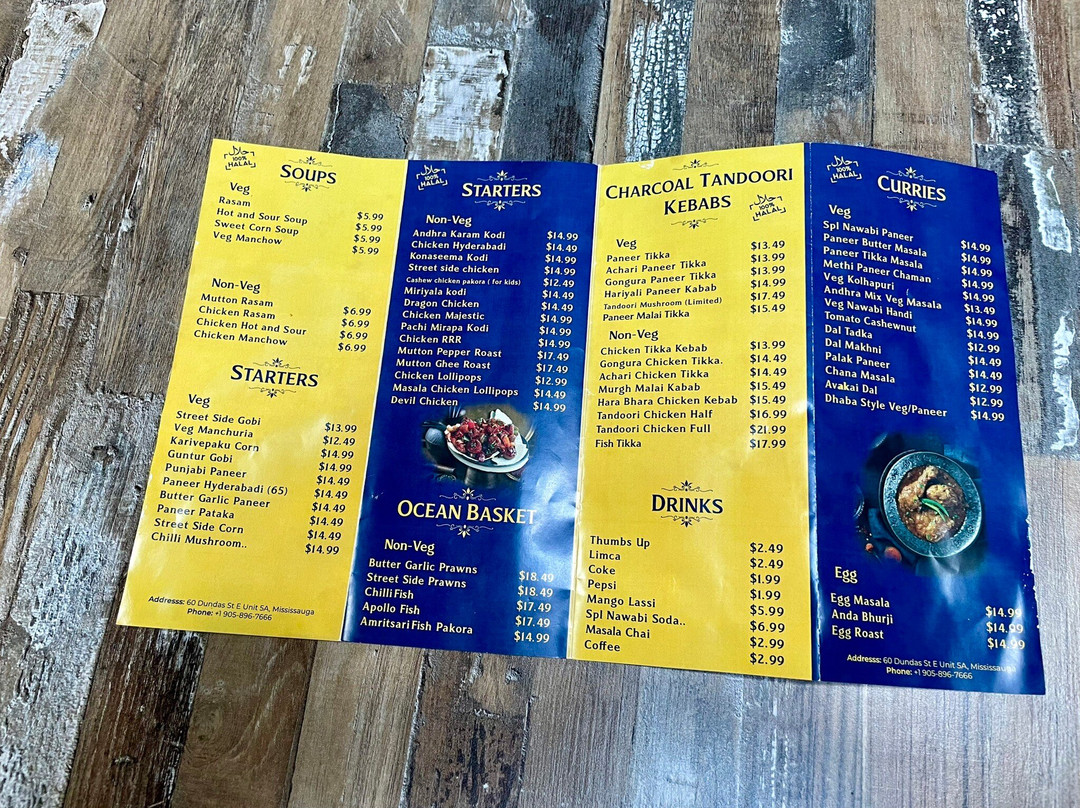 حلال
100%
HALAL
SOUPS
Veg
Rasam $5.99
Hot and Sour Soup $5.99
Sweet Corn Soup $5.99
Veg Manchow $5.99
Non-Veg
Mutton Rasam $6.99
Chicken Rasam $6.99
Chicken Hot and Sour $6.99
Chicken Manchow $6.99
STARTERS
Veg
Street Side Gobi $13.99
Veg Manchuria $12.49
Karivepaku Corn $14.99
Guntur Gobi $14.99
Punjabi Paneer $14.49
Paneer Hyderabadi (65) $14.49
Butter Garlic Paneer $14.49
Paneer Pataka $14.49
Street Side Corn $14.49
Chilli Mushroom.. $14.99
Addresss: 60 Dundas St E Unit 5A, Mississauga
Phone: +1 905-896-7666
حلال
100%
HALAL
STARTERS
Non-Veg
Andhra Karam Kodi $14.99
Chicken Hyderabadi $14.49
Konaseema Kodi $14.99
Street side chicken $14.99
Cashew chicken pakora ( for kids) $12.49
Miriyala kodi $14.49
Dragon Chicken $14.49
Chicken Majestic $14.99
Pachi Mirapa Kodi $14.49
Chicken RRR $14.99
Mutton Pepper Roast $17.49
Mutton Ghee Roast $17.49
Chicken Lollipops $12.99
Masala Chicken Lollipops $14.49
Devil Chicken $14.99
OCEAN BASKET
Non-Veg
Butter Garlic Prawns $18.49
Street Side Prawns $18.49
Chilli Fish $17.49
Apollo Fish $17.49
Amritsari Fish Pakora $14.99
CHARCOAL TANDOORI
KEBABS
حلال
100%
HALAL
Veg
Paneer Tikka $13.49
Achari Paneer Tikka $13.99
Gongura Paneer Tikka $13.99
Hariyali Paneer Kabab $14.99
Tandoori Mushroom (Limited) $17.49
Paneer Malai Tikka $15.49
Non-Veg
Chicken Tikka Kebab $13.99
Gongura Chicken Tikka. $14.49
Achari Chicken Tikka $14.49
Murgh Malai Kabab $15.49
Hara Bhara Chicken Kebab $15.49
Tandoori Chicken Half $16.99
Tandoori Chicken Full $21.99
Fish Tikka $17.99
DRINKS
Thumbs Up $2.49
Limca $2.49
Coke $1.99
Pepsi $1.99
Mango Lassi $5.99
Spl Nawabi Soda.. $6.99
Masala Chai $2.99
Coffee $2.99
حلال
100%
HALAL
CURRIES
Veg
Spl Nawabi Paneer $14.99
Paneer Butter Masala $14.99
Paneer Tikka Masala $14.99
Methi Paneer Chaman $14.99
Veg Kolhapuri $14.99
Andhra Mix Veg Masala $13.49
Veg Nawabi Handi $14.99
Tomato Cashewnut $14.99
Dal Tadka $12.99
Dal Makhni $14.99
Palak Paneer $14.49
Chana Masala $12.99
Avakai Dal $12.99
Dhaba Style Veg/Paneer $14.99
Egg
Egg Masala $14.99
Anda Bhurji $14.99
Egg Roast $14.99
Addresss: 60 Dundas St E Unit 5A, Mississauga
Phone: +1 905-896-7666